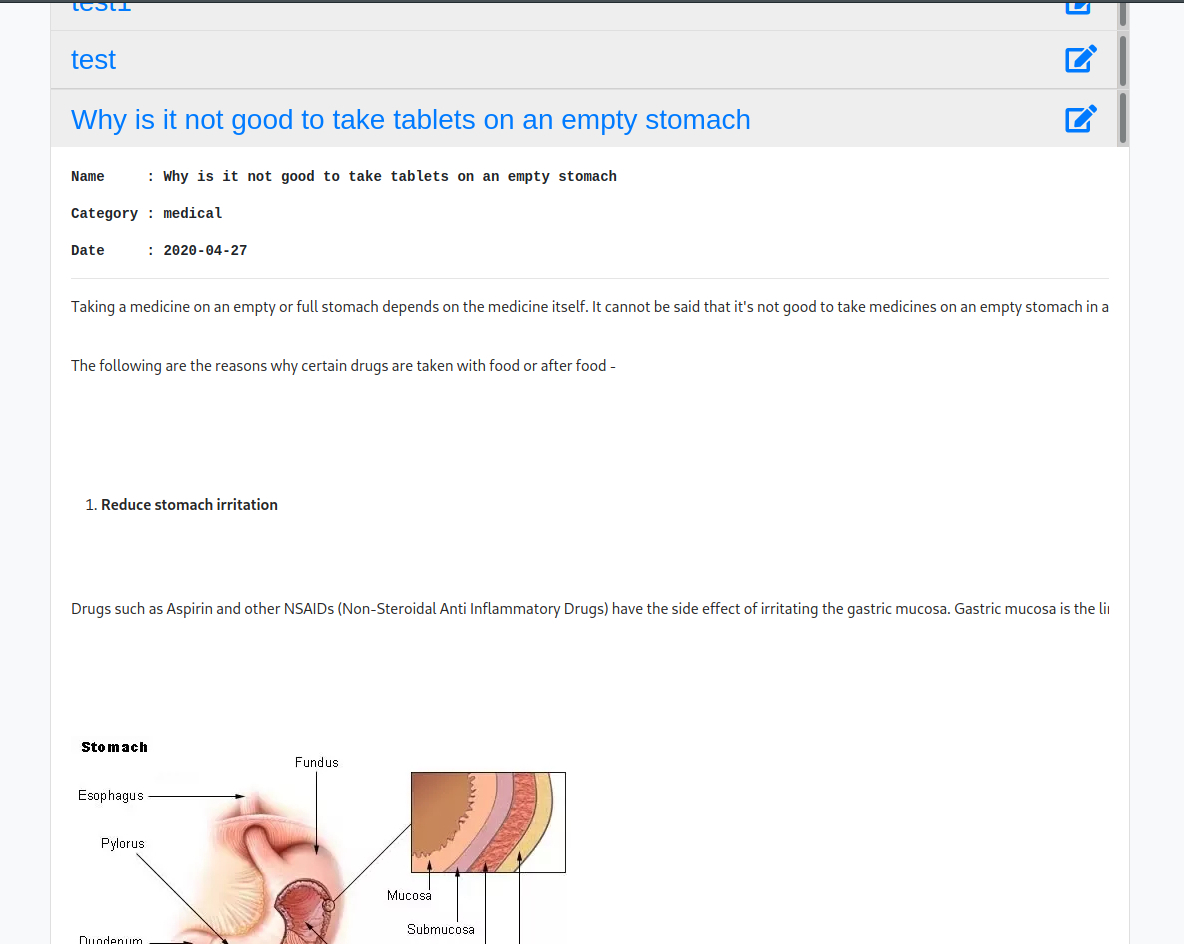 test1
test
Why is it not good to take tablets on an empty stomach
Name     : Why is it not good to take tablets on an empty stomach
Category : medical
Date     : 2020-04-27
Taking a medicine on an empty or full stomach depends on the medicine itself. It cannot be said that it's not good to take medicines on an empty stomach in a
The following are the reasons why certain drugs are taken with food or after food -
1. Reduce stomach irritation
Drugs such as Aspirin and other NSAIDs (Non-Steroidal Anti Inflammatory Drugs) have the side effect of irritating the gastric mucosa. Gastric mucosa is the
Stomach
Fundus
Esophagus
Pylorus
Mucosa
Submucosa
Duodenum